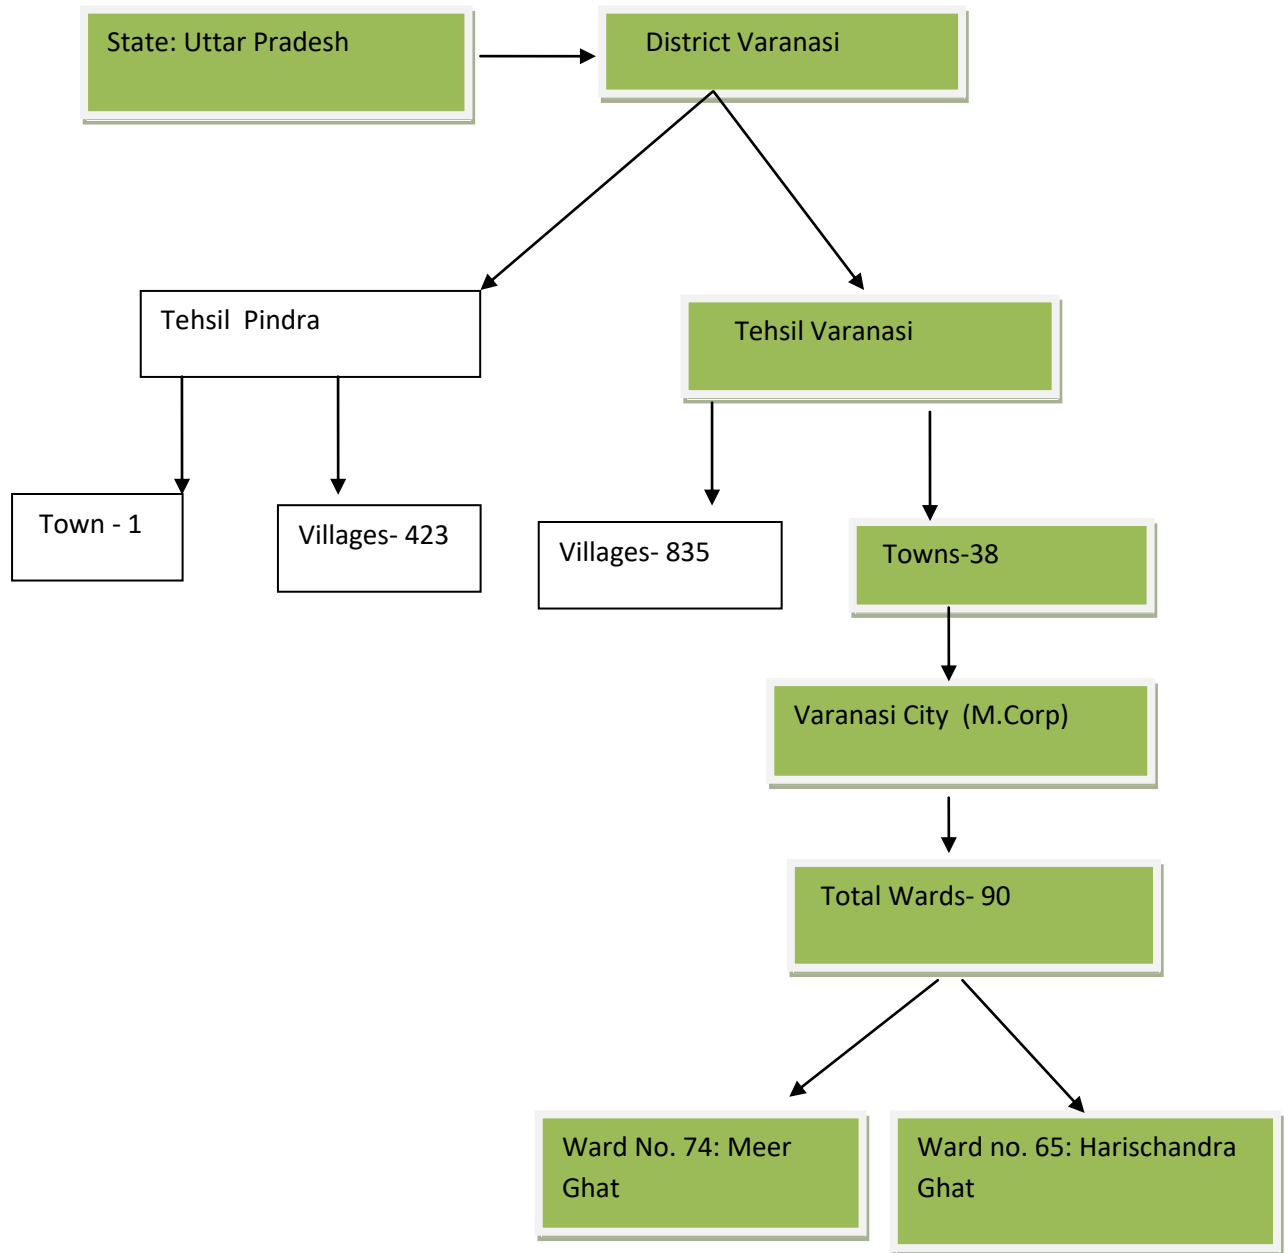 State: Uttar Pradesh
District Varanasi
Tehsil  Pindra
Tehsil Varanasi
Town - 1
Villages- 423
Villages- 835
Towns-38
Varanasi City  (M.Corp)
Total Wards- 90
Ward No. 74: Meer
Ghat
Ward no. 65: Harischandra
Ghat